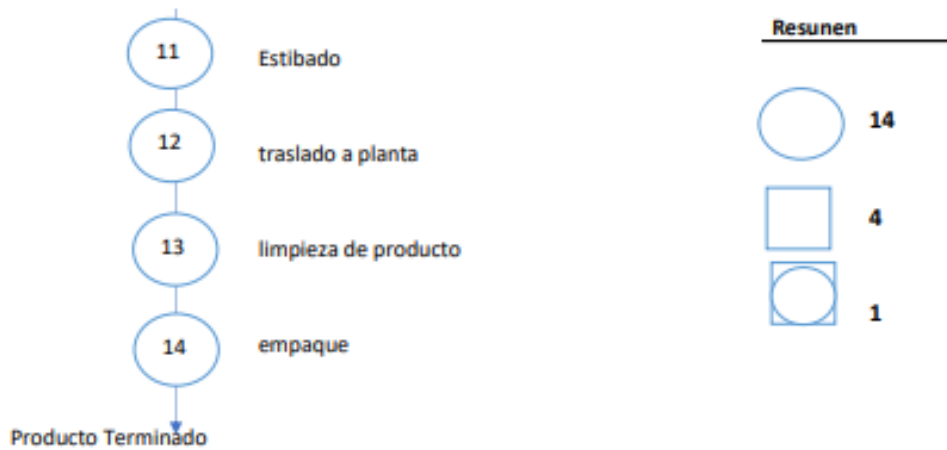 11 Estibado
12 traslado a planta
13 limpieza de producto
14 empaque
Producto Terminado
Resunen
14
4
1